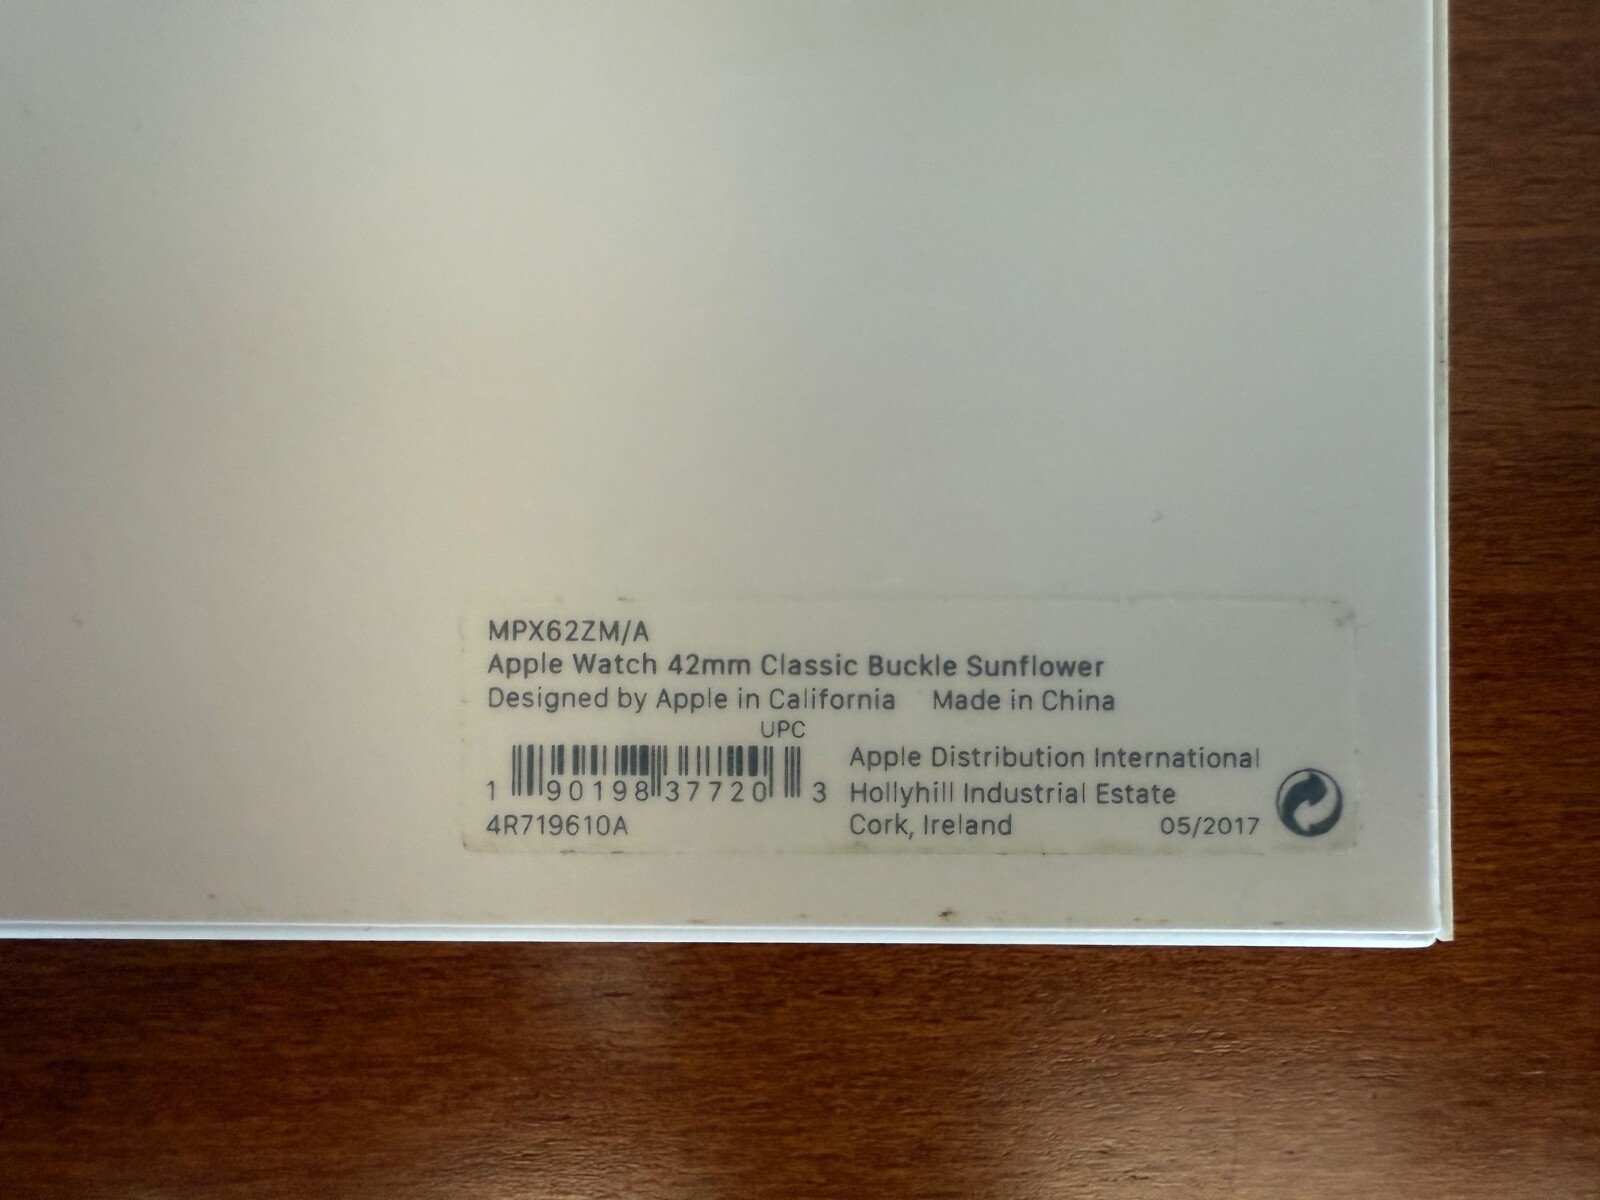 MPX62ZM/A
Apple Watch 42mm Classic Buckle Sunflower
Designed by Apple in California Made in China
UPC
1 90198 37720 3
4R719610A
Apple Distribution International
Hollyhill Industrial Estate
Cork, Ireland 05/2017